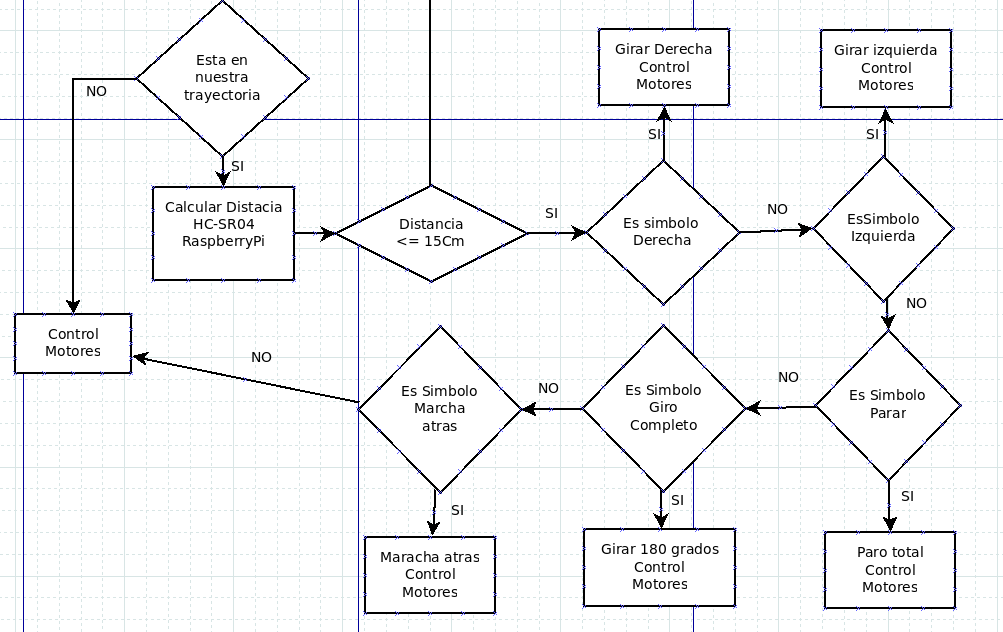 Esta en
nuestra
trayectoria
NO
SI
Calcular Distacia
HC-SR04
RaspberryPi
Distancia
<= 15Cm
SI
Girar Derecha
Control
Motores
SI
Es simbolo
Derecha
NO
Girar izquierda
Control
Motores
SI
EsSimbolo
Izquierda
NO
Control
Motores
NO
Es Simbolo
Marcha
atras
NO
Es Simbolo
Giro
Completo
NO
Es Simbolo
Parar
SI
Maracha atras
Control
Motores
SI
Girar 180 grados
Control
Motores
SI
Paro total
Control
Motores